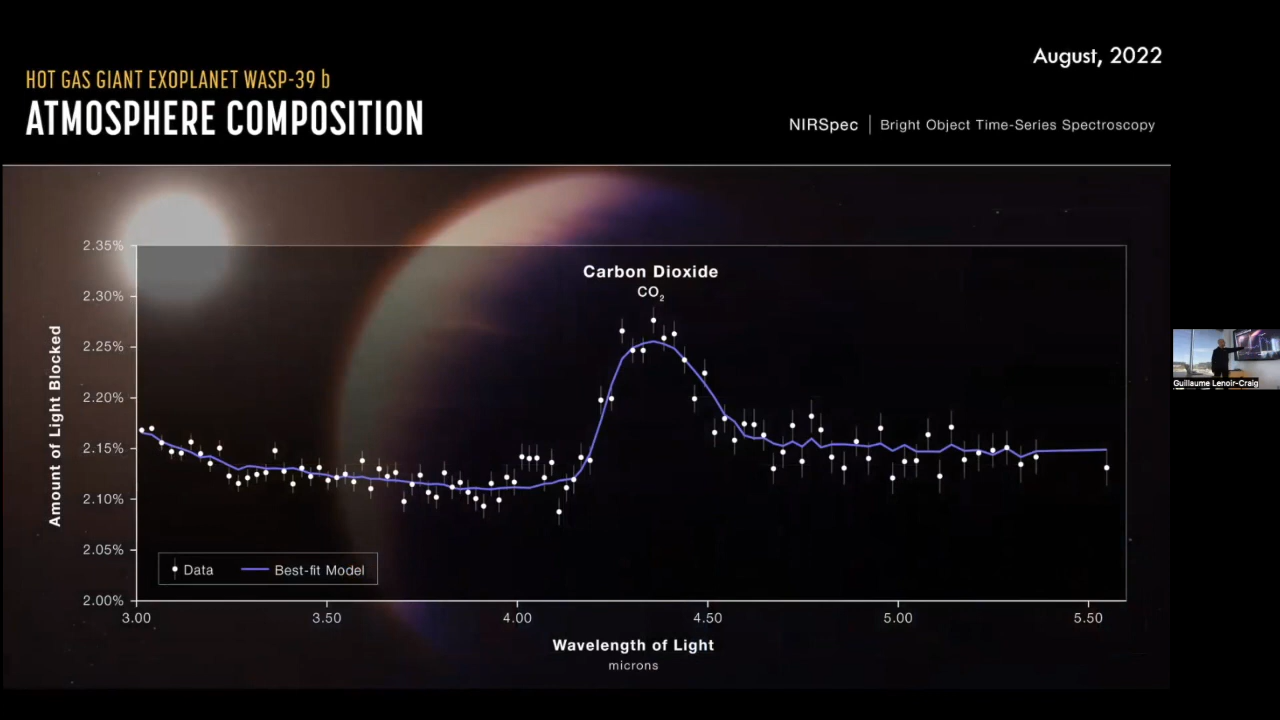 August, 2022
HOT GAS GIANT EXOPLANET WASP-39 b
ATMOSPHERE COMPOSITION
NIRSpec | Bright Object Time-Series Spectroscopy
Amount of Light Blocked
2.35%
2.30%
2.25%
2.20%
2.15%
2.10%
2.05%
2.00%
Carbon Dioxide
CO₂
Data
Best-fit Model
3.00 3.50 4.00 4.50 5.00 5.50
Wavelength of Light
microns
Guillaume Lenoir-Craig